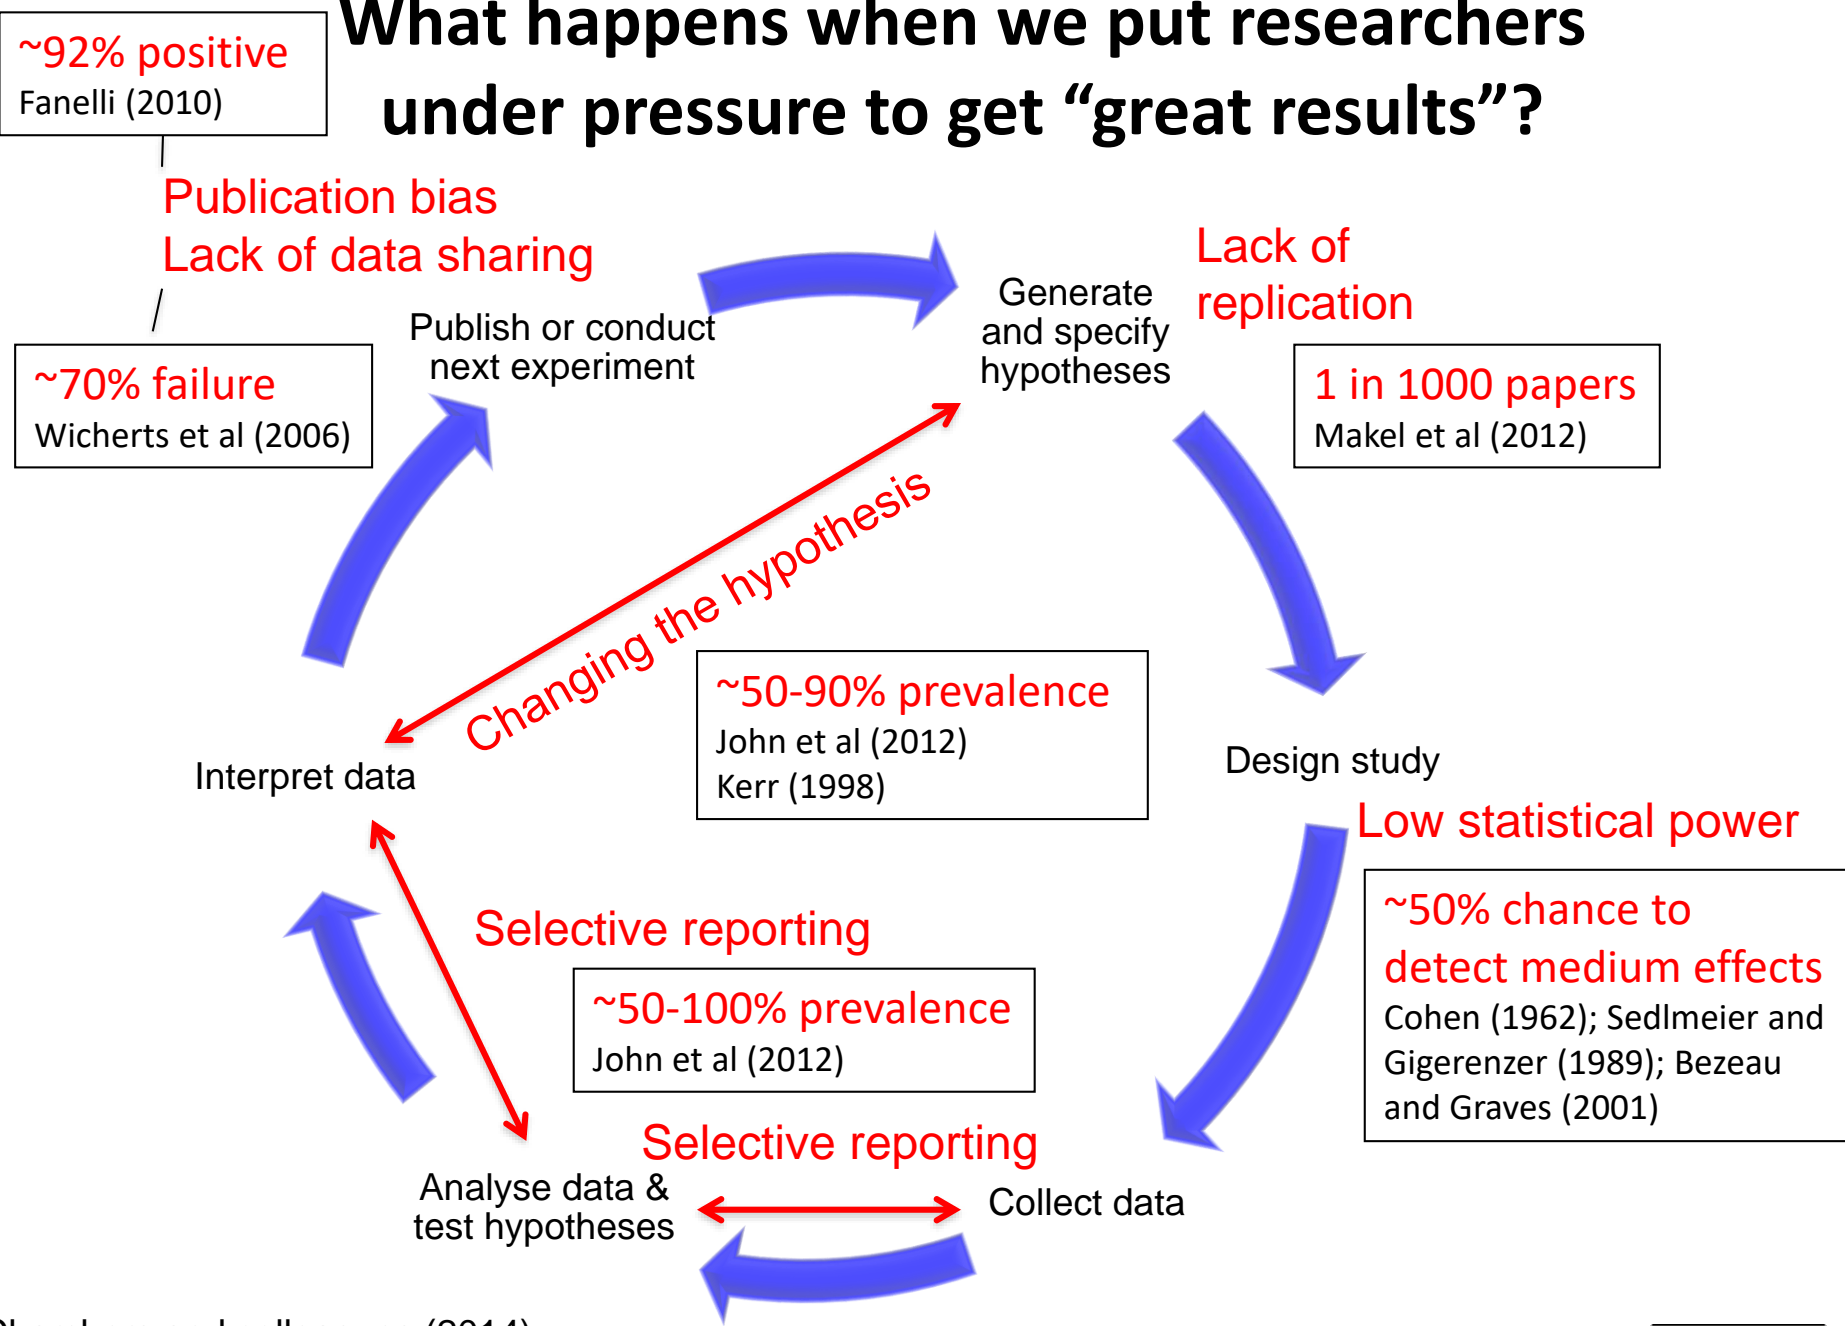 What happens when we put researchers
under pressure to get “great results”?
~92% positive
Fanelli (2010)
Publication bias
Lack of data sharing
~70% failure
Wicherts et al (2006)
Publish or conduct
next experiment
Generate
and specify
hypotheses
Lack of
replication
1 in 1000 papers
Makel et al (2012)
Changing the hypothesis
~50-90% prevalence
John et al (2012)
Kerr (1998)
Interpret data
Design study
Low statistical power
~50% chance to
detect medium effects
Cohen (1962); Sedlmeier and
Gigerenzer (1989); Bezeau
and Graves (2001)
Selective reporting
~50-100% prevalence
John et al (2012)
Selective reporting
Analyse data &
test hypotheses
Collect data
(2014)